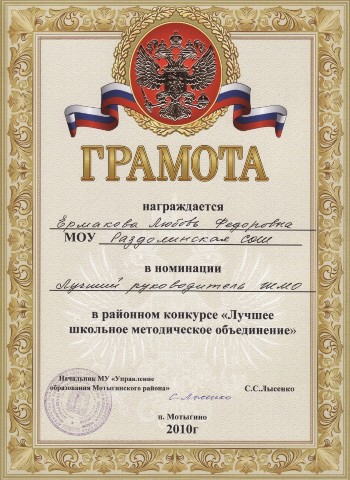 ГРАМОТА
награждается
Ермакова Любовь Федоровна
МОУ Раздолинская СОШ
в номинации
Лучший руководитель ШМО
в районном конкурсе «Лучшее
школьное методическое объединение»
Начальник МУ «Управление
образования Мотыгинского района»
С.С.Лысенко
С. Лысенко
п. Мотыгино
2010г